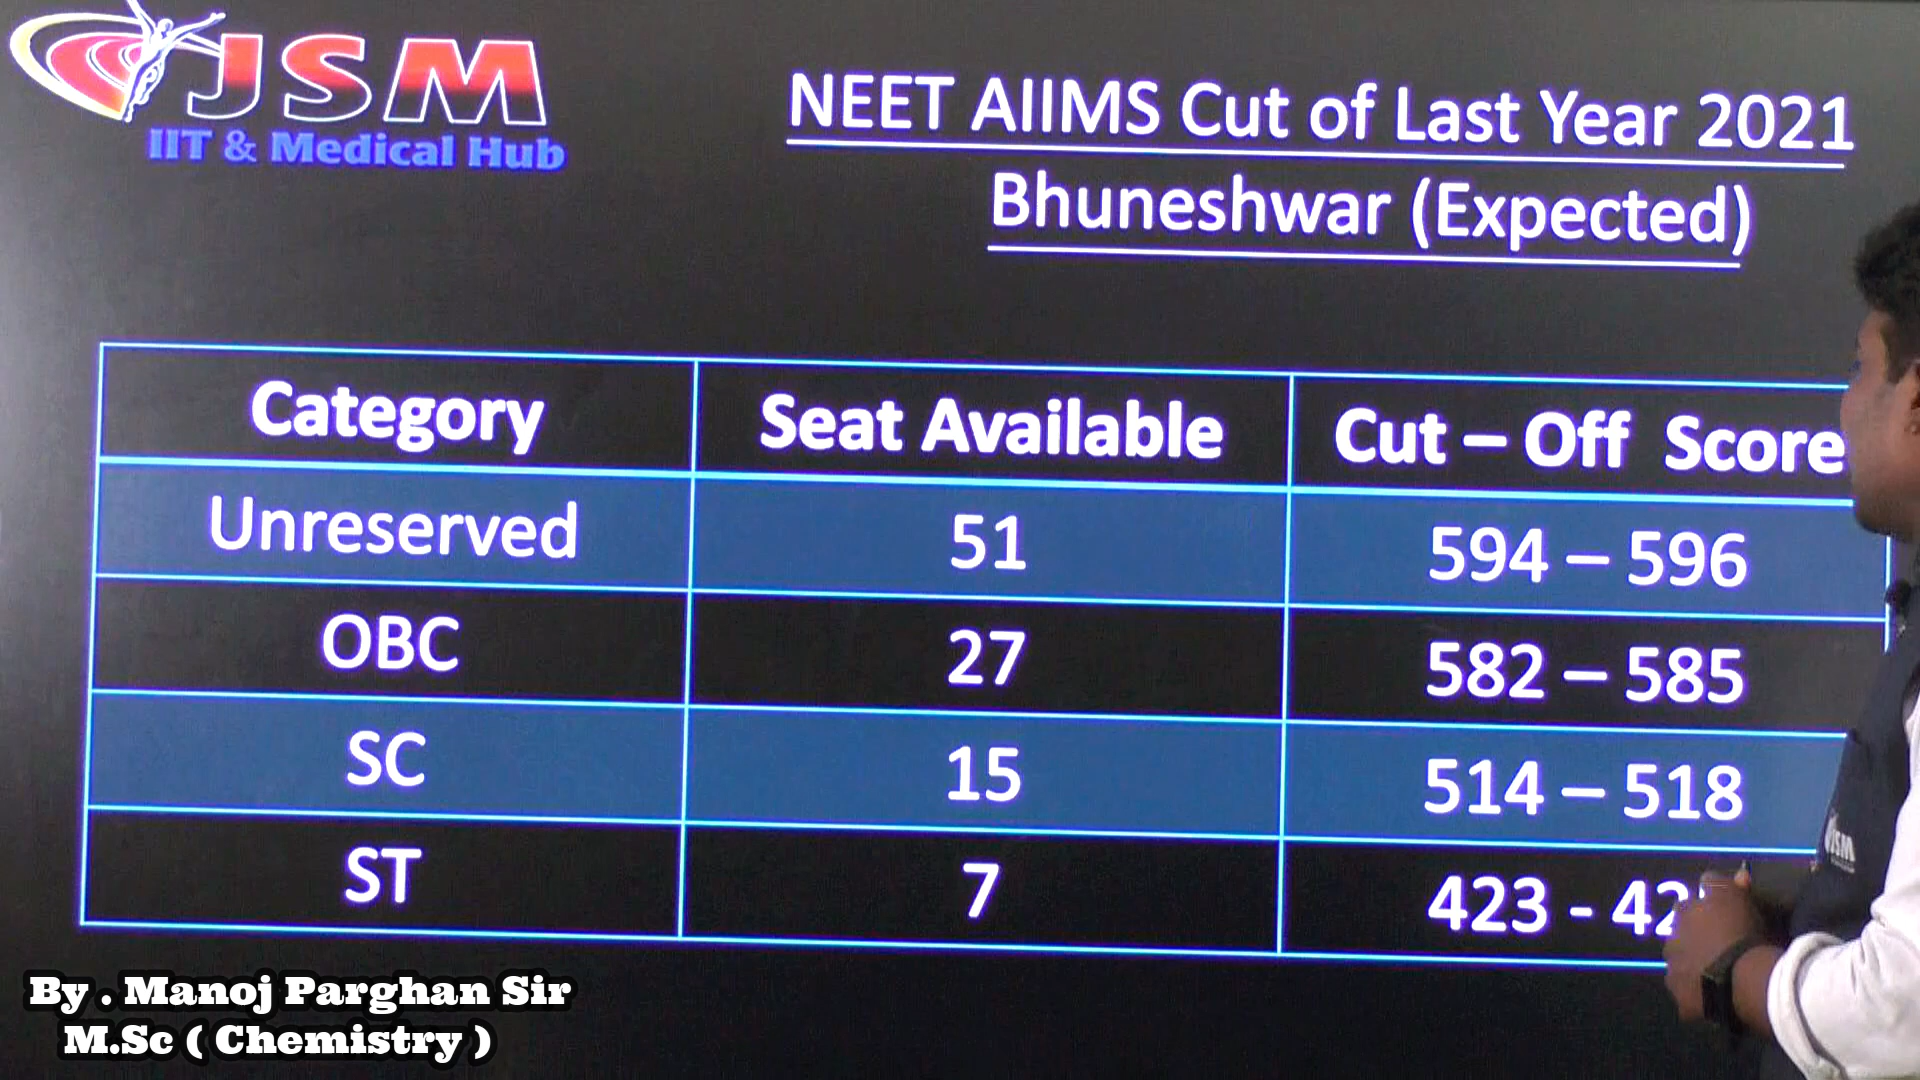 JSM
IIT & Medical Hub
NEET AIIMS Cut of Last Year 2021
Bhuneshwar (Expected)
Category Seat Available Cut – Off Score
Unreserved 51 594 – 596
OBC 27 582 – 585
SC 15 514 – 518
ST 7 423 -
By . Manoj Parghan Sir
M.Sc ( Chemistry )
JSM